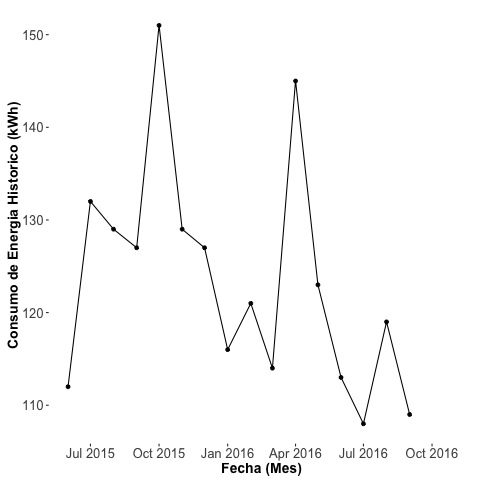 Consumo de Energia Historico (kWh)
150
140
130
120
110
Jul 2015 Oct 2015 Jan 2016 Apr 2016 Jul 2016 Oct 2016
Fecha (Mes)